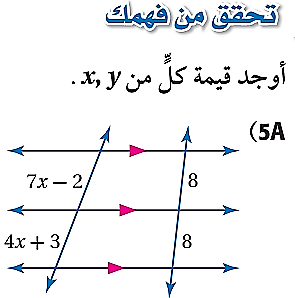 تحقق من فهمك
أوجد قيمة كلٍّ من x, y .
5A)
7x − 2
8
4x + 3
8